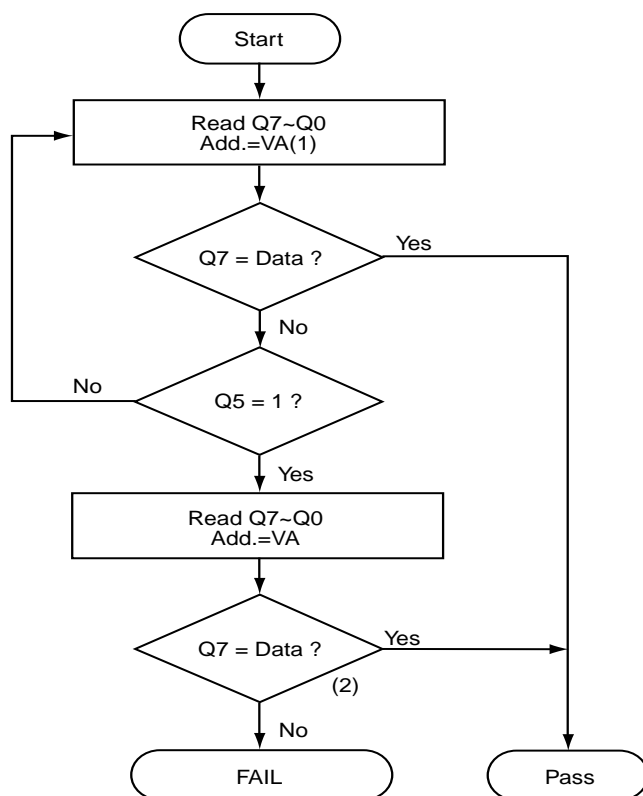 Start
Read Q7~Q0
Add.=VA(1)
Q7 = Data ?
Yes
No
Q5 = 1 ?
No
Yes
Read Q7~Q0
Add.=VA
Q7 = Data ?
Yes
(2)
No
FAIL
Pass